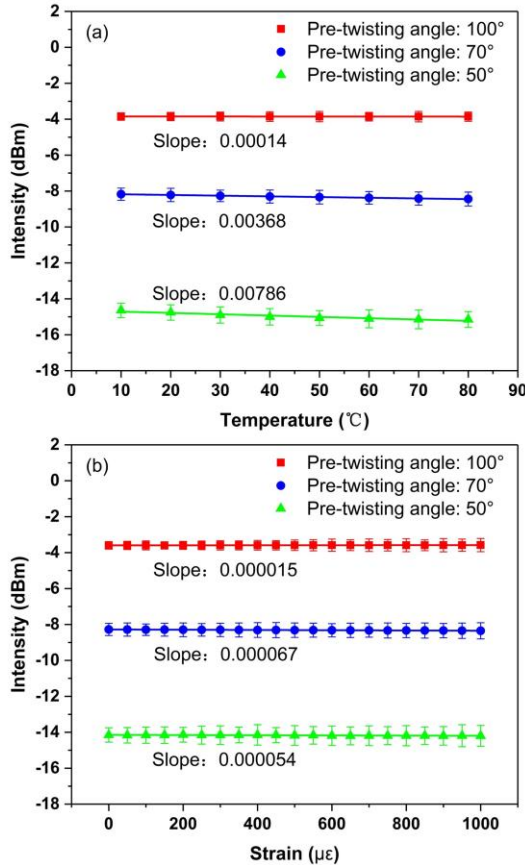 (a)
Pre-twisting angle: 100°
Pre-twisting angle: 70°
Pre-twisting angle: 50°
2
0
-2
-4
-6
-8
-10
-12
-14
-16
-18
Intensity (dBm)
Slope：0.00014
Slope：0.00368
Slope：0.00786
0 10 20 30 40 50 60 70 80 90
Temperature (℃)
(b)
Pre-twisting angle: 100°
Pre-twisting angle: 70°
Pre-twisting angle: 50°
2
0
-2
-4
-6
-8
-10
-12
-14
-16
-18
Intensity (dBm)
Slope：0.000015
Slope：0.000067
Slope：0.000054
0 200 400 600 800 1000
Strain (με)